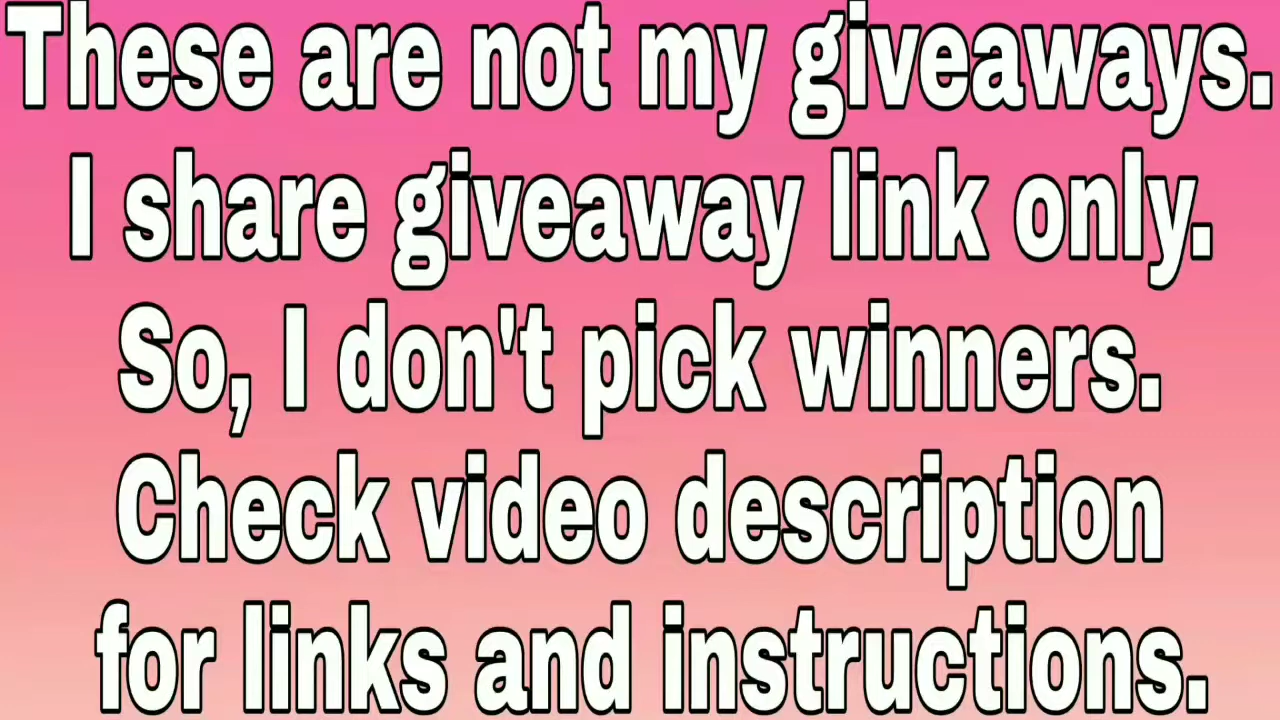 These are not my giveaways.
I share giveaway link only.
So, I don't pick winners.
Check video description
for links and instructions.